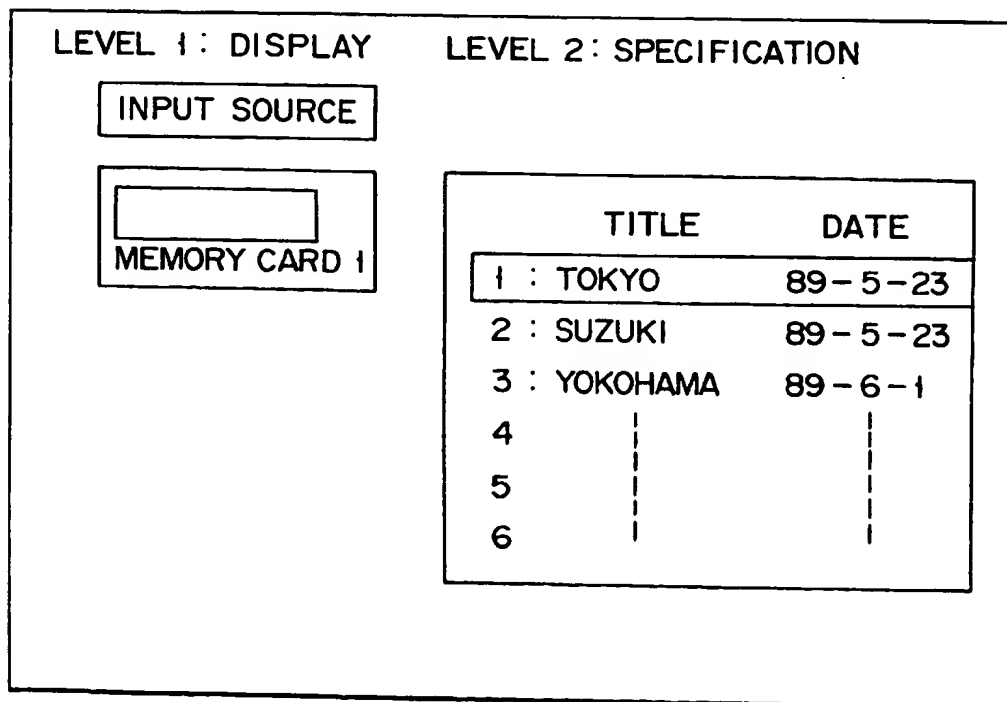 LEVEL 1: DISPLAY LEVEL 2: SPECIFICATION
INPUT SOURCE
MEMORY CARD 1
TITLE DATE
1 : TOKYO 89-5-23
2 : SUZUKI 89-5-23
3 : YOKOHAMA 89-6-1
4
5
6